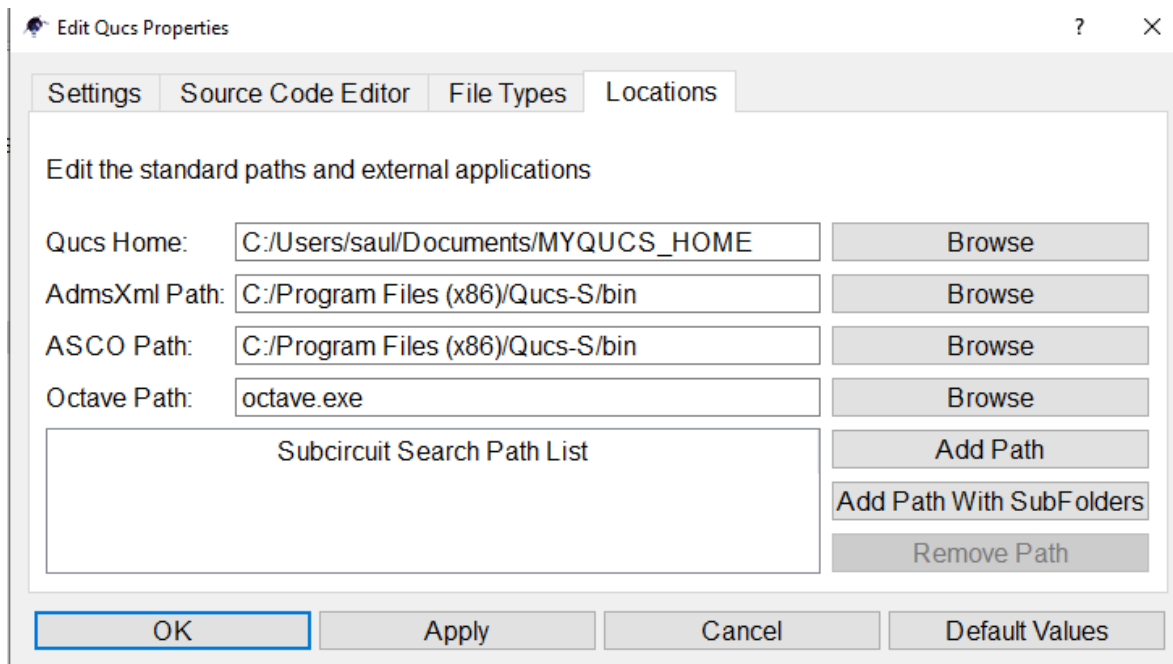 Edit Qucs Properties ? ✕
Settings Source Code Editor File Types Locations
Edit the standard paths and external applications
Qucs Home: C:/Users/saul/Documents/MYQUCS_HOME Browse
AdmsXml Path: C:/Program Files (x86)/Qucs-S/bin Browse
ASCO Path: C:/Program Files (x86)/Qucs-S/bin Browse
Octave Path: octave.exe Browse
Subcircuit Search Path List Add Path
Add Path With SubFolders
Remove Path
OK Apply Cancel Default Values